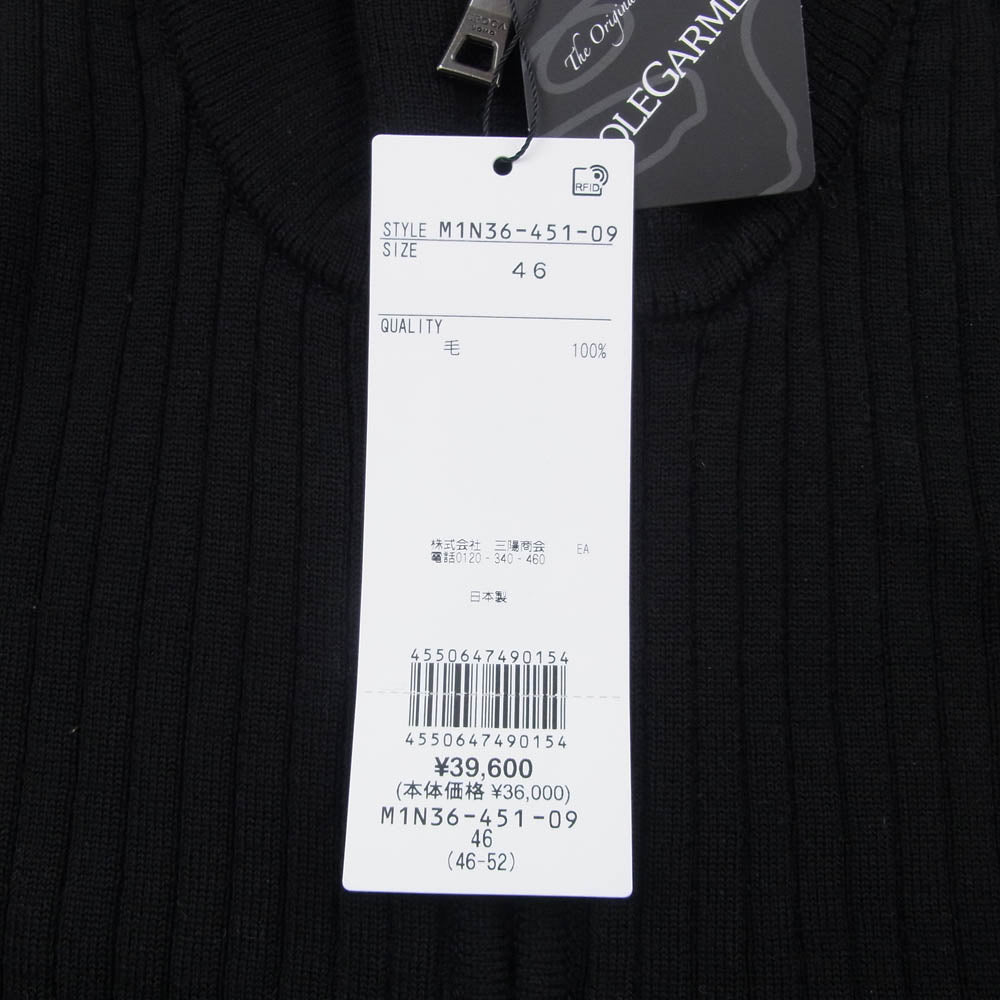 The Origina
OLEGARME
RFID
STYLE M1N36-451-09
SIZE
46
QUALITY
毛 100%
株式会社 三陽商会 EA
電話0120-340-460
日本製
4550647490154
4550647490154
¥39,600
(本体価格 ¥36,000)
M1N36-451-09
46
(46-52)